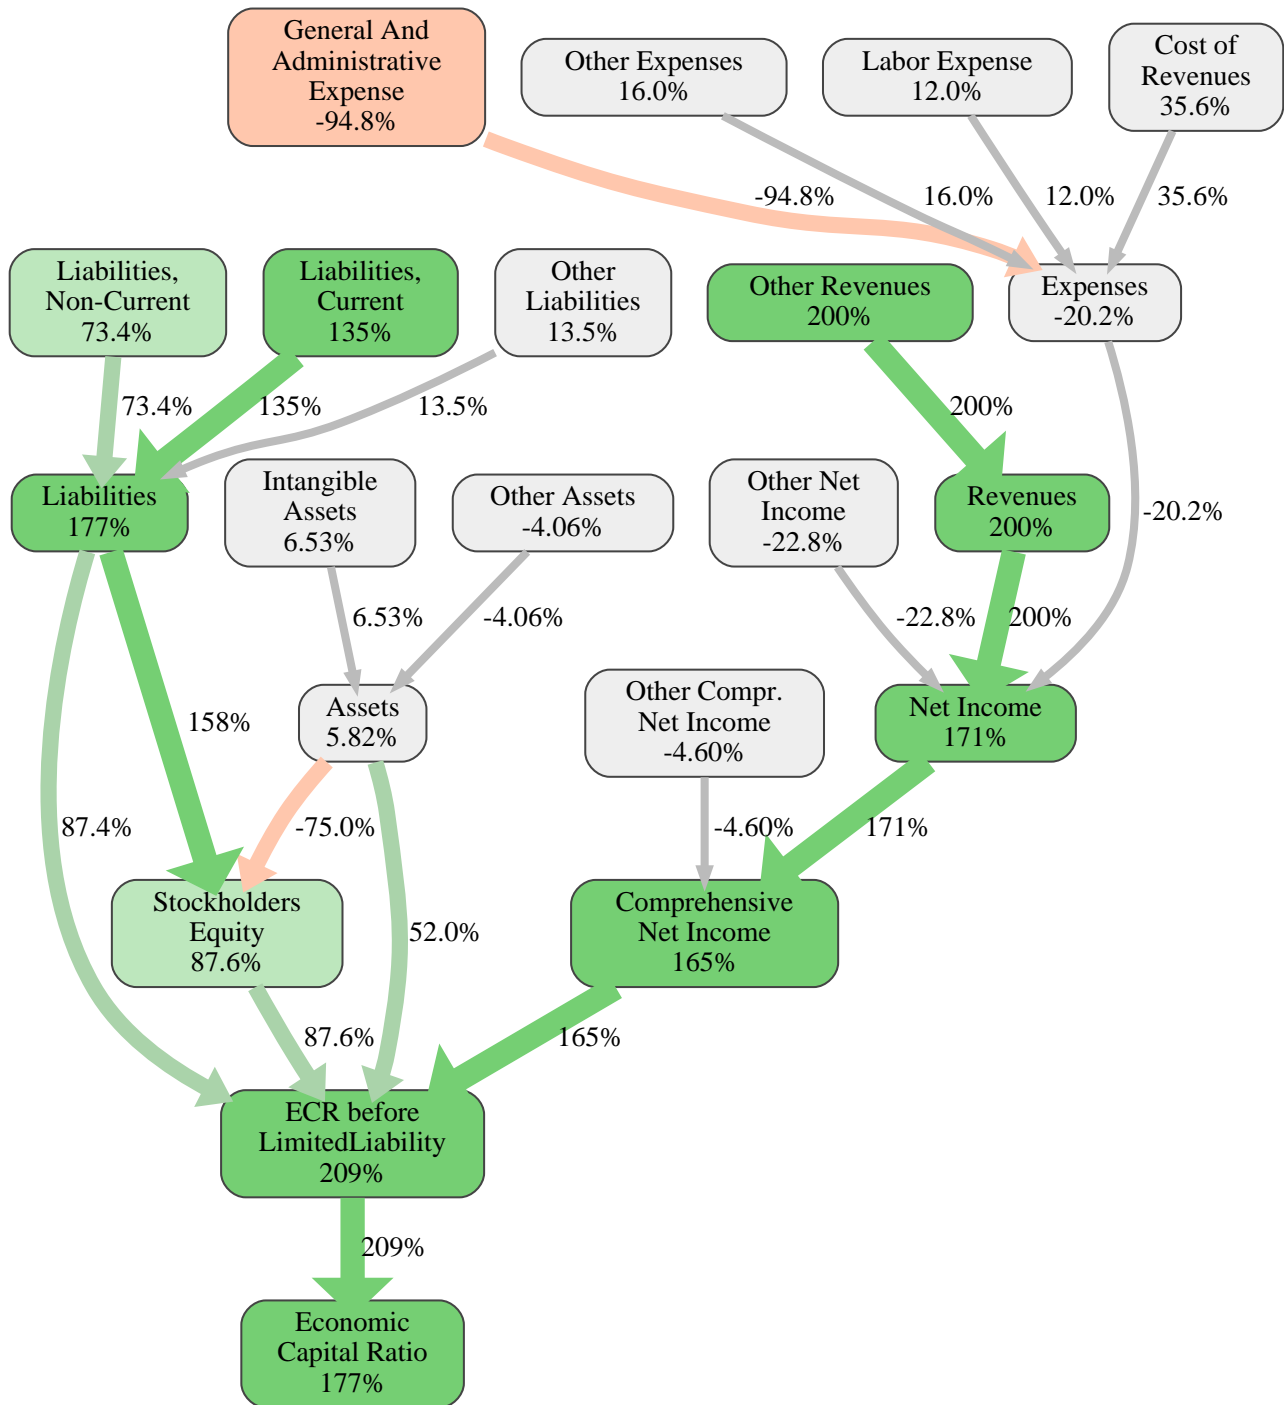 General And
Administrative
Expense
-94.8%
Other Expenses
16.0%
Labor Expense
12.0%
Cost of
Revenues
35.6%
-94.8%
16.0%
12.0%
35.6%
Liabilities,
Non-Current
73.4%
Liabilities,
Current
135%
Other
Liabilities
13.5%
Other Revenues
200%
Expenses
-20.2%
73.4%
135%
13.5%
200%
Liabilities
177%
Intangible
Assets
6.53%
Other Assets
-4.06%
Other Net
Income
-22.8%
Revenues
200%
-20.2%
6.53%
-4.06%
-22.8%
200%
158%
Assets
5.82%
Other Compr.
Net Income
-4.60%
Net Income
171%
87.4%
-75.0%
-4.60%
171%
Stockholders
Equity
87.6%
52.0%
Comprehensive
Net Income
165%
87.6%
165%
ECR before
LimitedLiability
209%
209%
Economic
Capital Ratio
177%